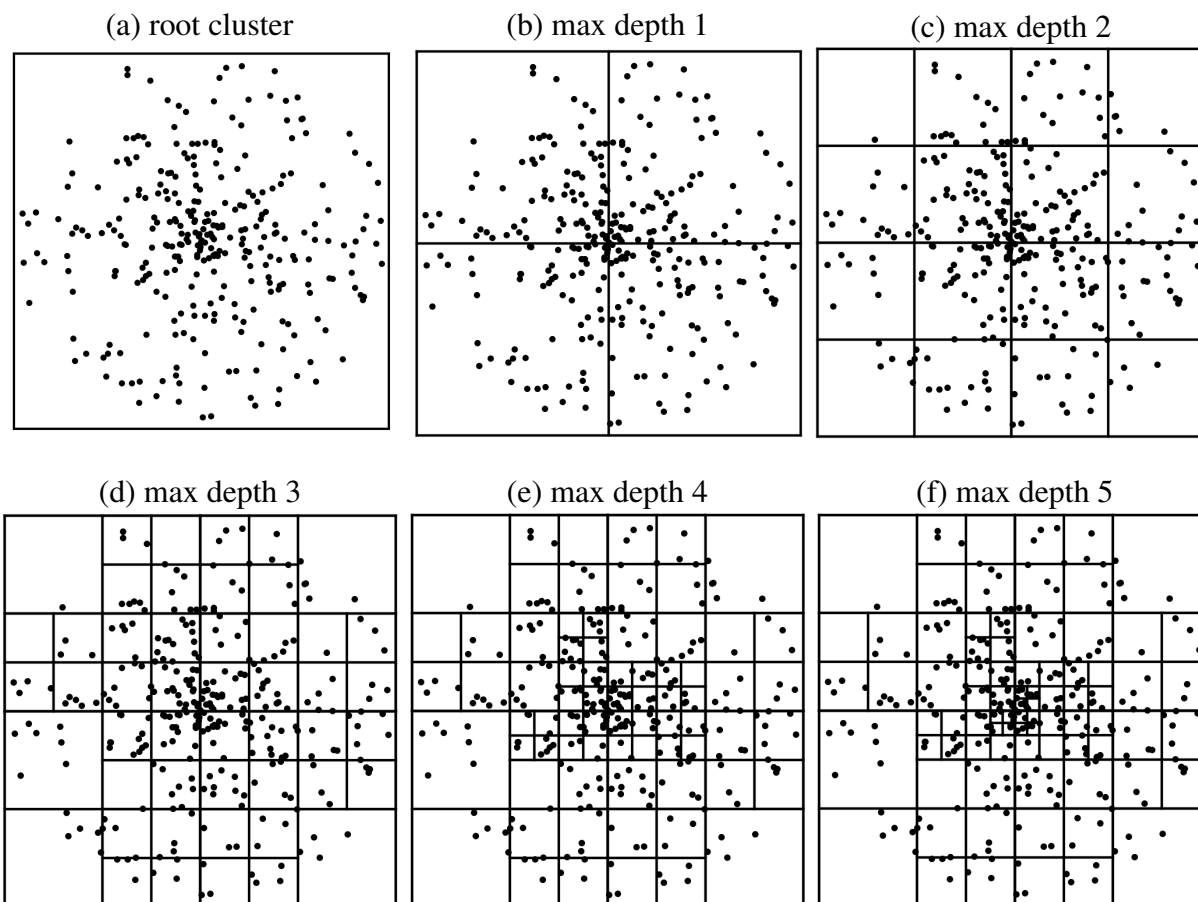 (a) root cluster
(b) max depth 1
(c) max depth 2
(d) max depth 3
(e) max depth 4
(f) max depth 5